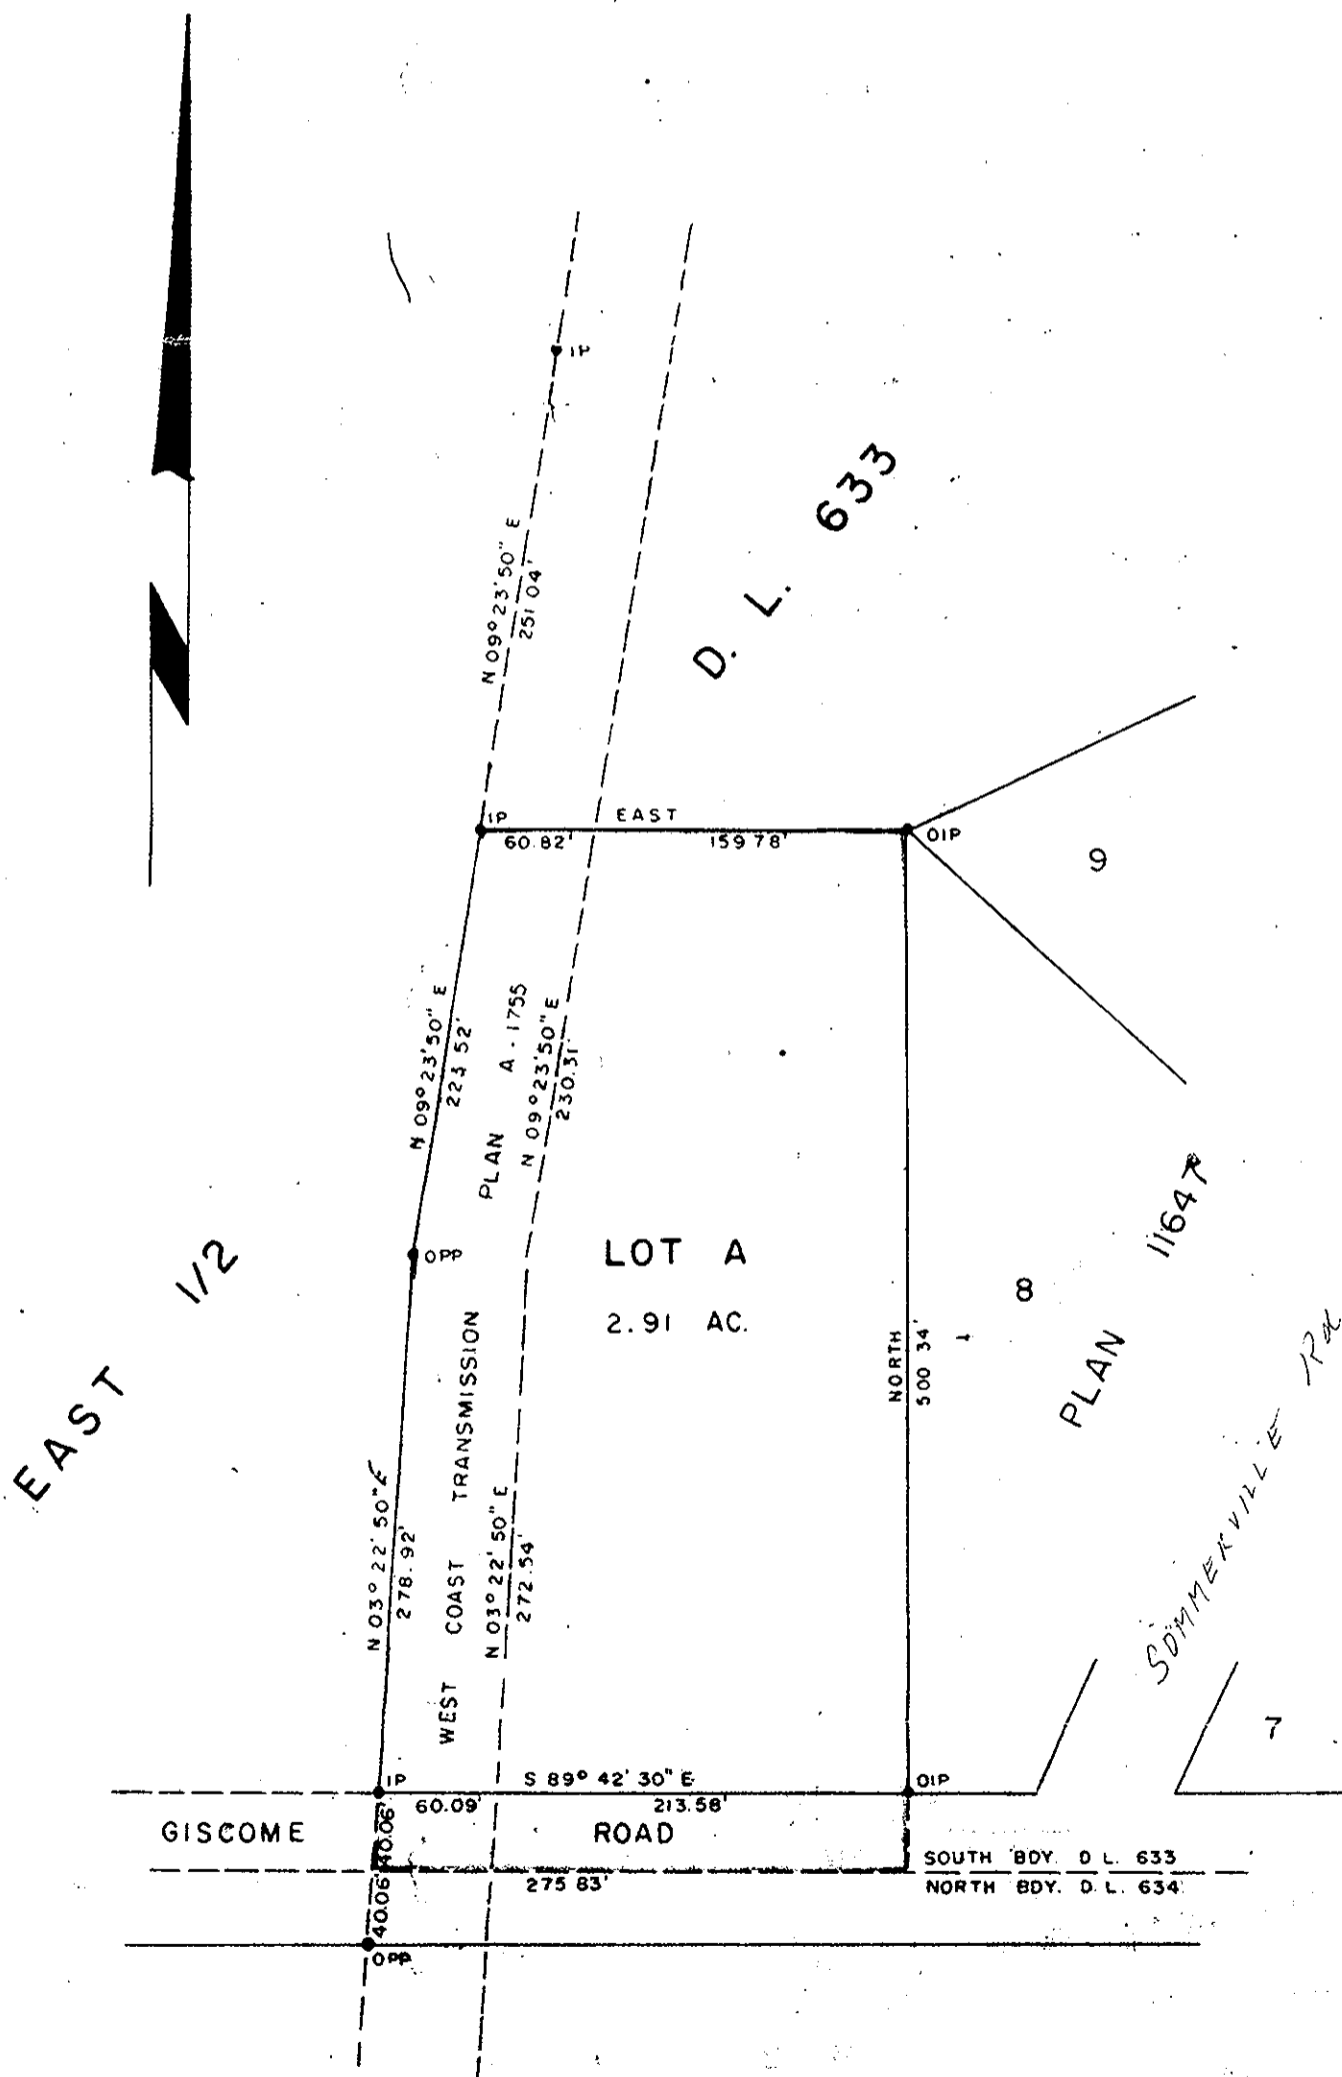 1P
D. L. 633
N 09° 23' 50" E
251 04'
1P
EAST
60.82'
159 78'
OIP
9
N 09° 23' 50" E
223 52'
PLAN A - 1755
N 09° 23' 50" E
230.31'
OPP
EAST 1/2
LOT A
2.91 AC.
NORTH
500 34'
8
PLAN 11647
SOMMERVILLE Rd
N 03° 22' 50" E
278.92'
WEST COAST TRANSMISSION
N 03° 22' 50" E
272.54'
7
1P
S 89° 42' 30" E
OIP
60.09'
213.58'
40.06'
GISCOME ROAD
SOUTH BDY. D L. 633
275 83'
NORTH BDY. D. L. 634
40.06'
OPP